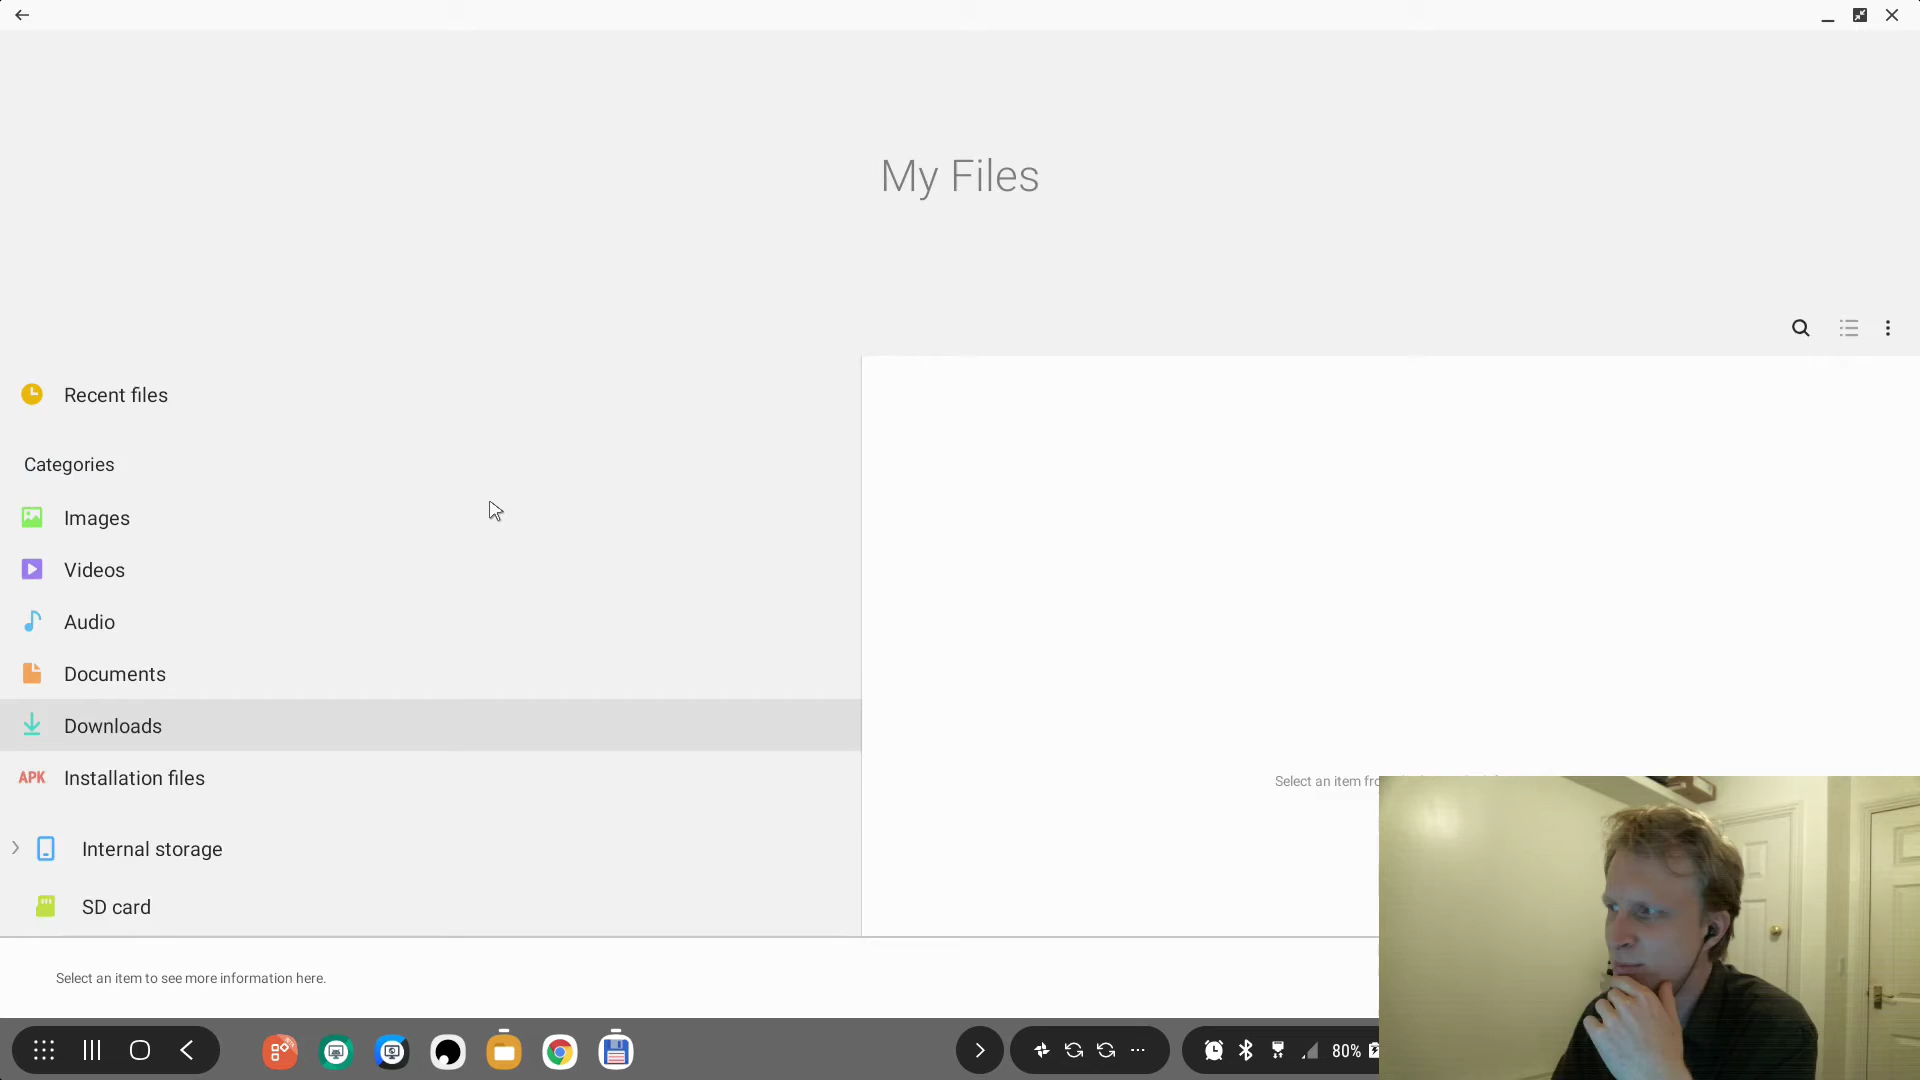 My Files
Recent files
Categories
Images
Videos
Audio
Documents
Downloads
APK Installation files
Internal storage
SD card
Select an item
Select an item to see more information here.
80%